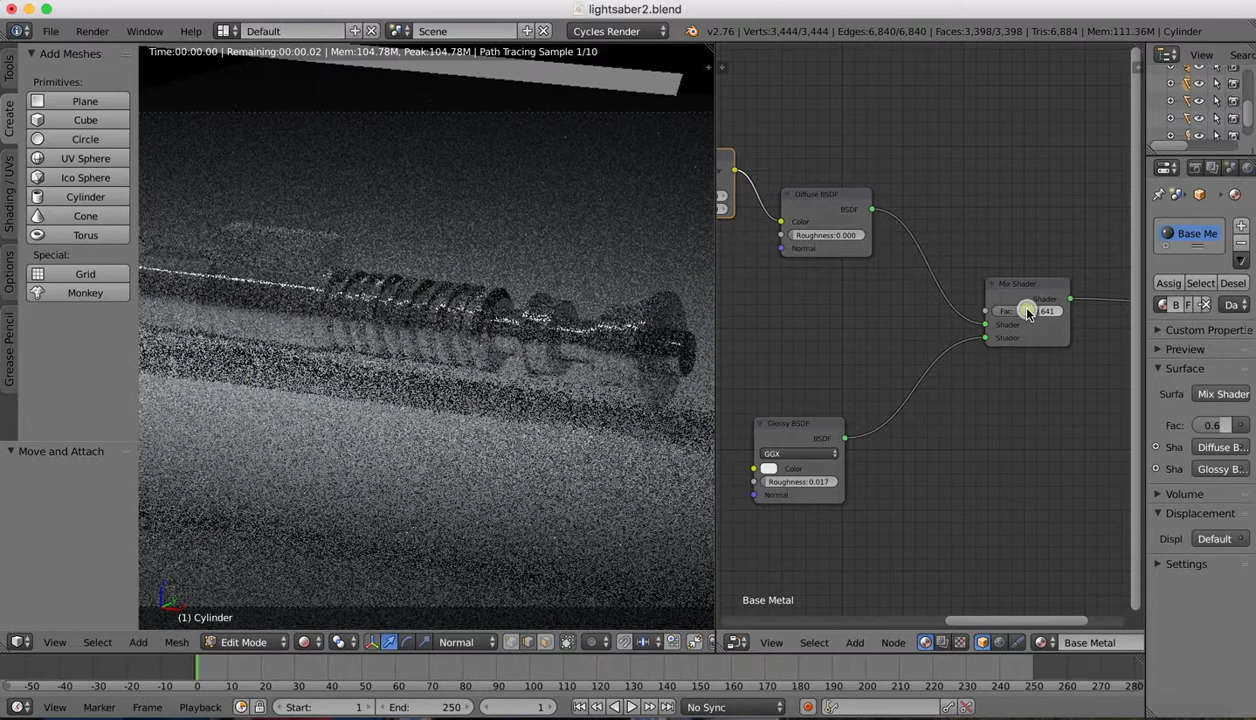 lightsaber2.blend
File Render Window Help Default Scene Cycles Render v2.76 | Verts:3,444/3,444 | Edges:6,840/6,840 | Faces:3,398/3,398 | Tris:6,884 | Mem:111.36M | Cylinder
Time:00:00.00 | Remaining:00:00.02 | Mem:104.78M, Peak:104.78M | Path Tracing Sample 1/10
Tools
Create
Shading / UVs
Options
Grease Pencil
Add Meshes
Primitives:
Plane
Cube
Circle
UV Sphere
Ico Sphere
Cylinder
Cone
Torus
Special:
Grid
Monkey
Move and Attach
(1) Cylinder
Diffuse BSDF
BSDF
Color
Roughness:0.000
Normal
Mix Shader
Shader
Fac: .641
Shader
Shader
Glossy BSDF
BSDF
GGX
Color
Roughness:0.017
Normal
Base Metal
View Searc
Base Me
Assig Select Desel
B F Da
Custom Properti
Preview
Surface
Surfa Mix Shader
Fac: 0.6
Sha Diffuse B...
Sha Glossy B...
Volume
Displacement
Displ Default
Settings
View Select Add Mesh Edit Mode Normal
View Select Add Node Base Metal
-50 -40 -30 -20 -10 0 10 20 30 40 50 60 70 80 90 100 110 120 130 140 150 160 170 180 190 200 210 220 230 240 250 260 270 280
View Marker Frame Playback Start: 1 End: 250 1 No Sync